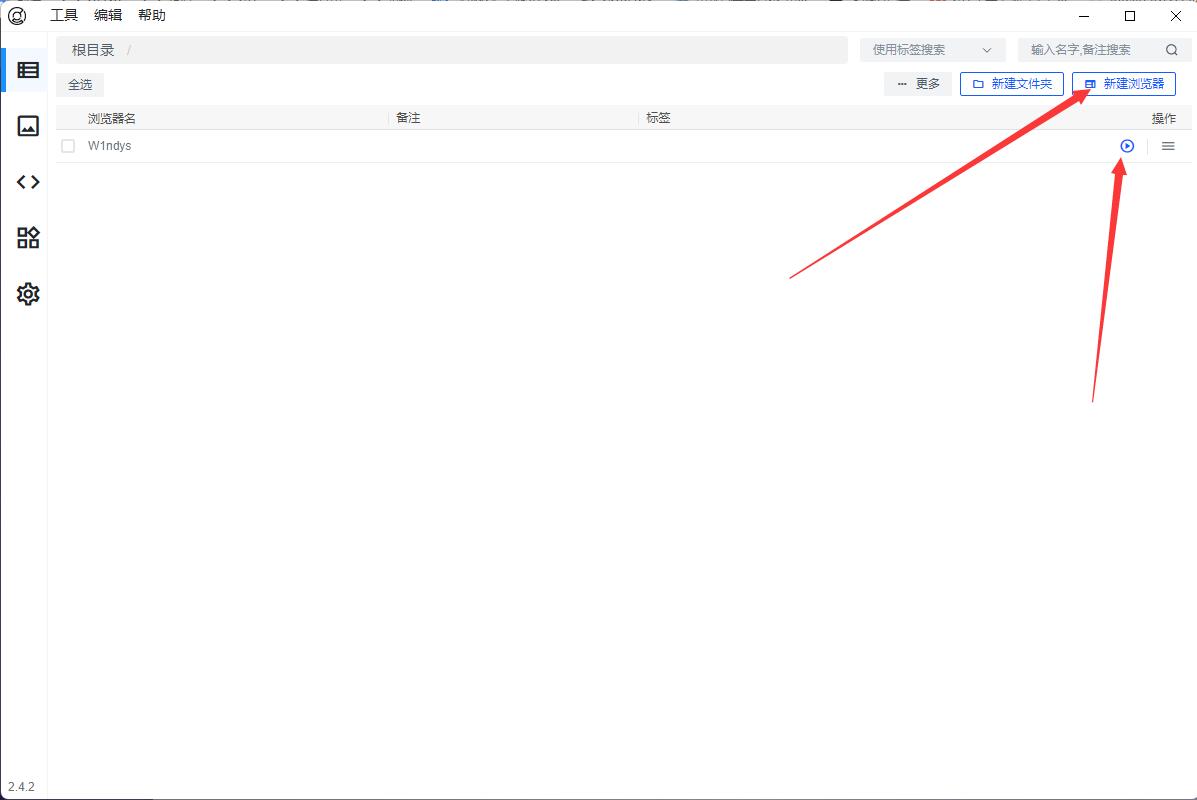 工具 编辑 帮助
根目录 / 使用标签搜索 输入名字,备注搜索
全选 更多 新建文件夹 新建浏览器
浏览器名 备注 标签 操作
W1ndys
2.4.2